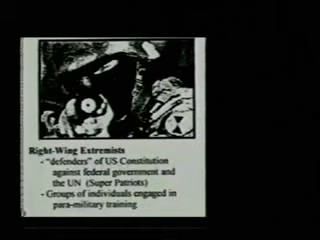 Right-Wing Extremists
- "defenders" of US Constitution
against federal government and
the UN (Super Patriots)
- Groups of individuals engaged in
para-military training